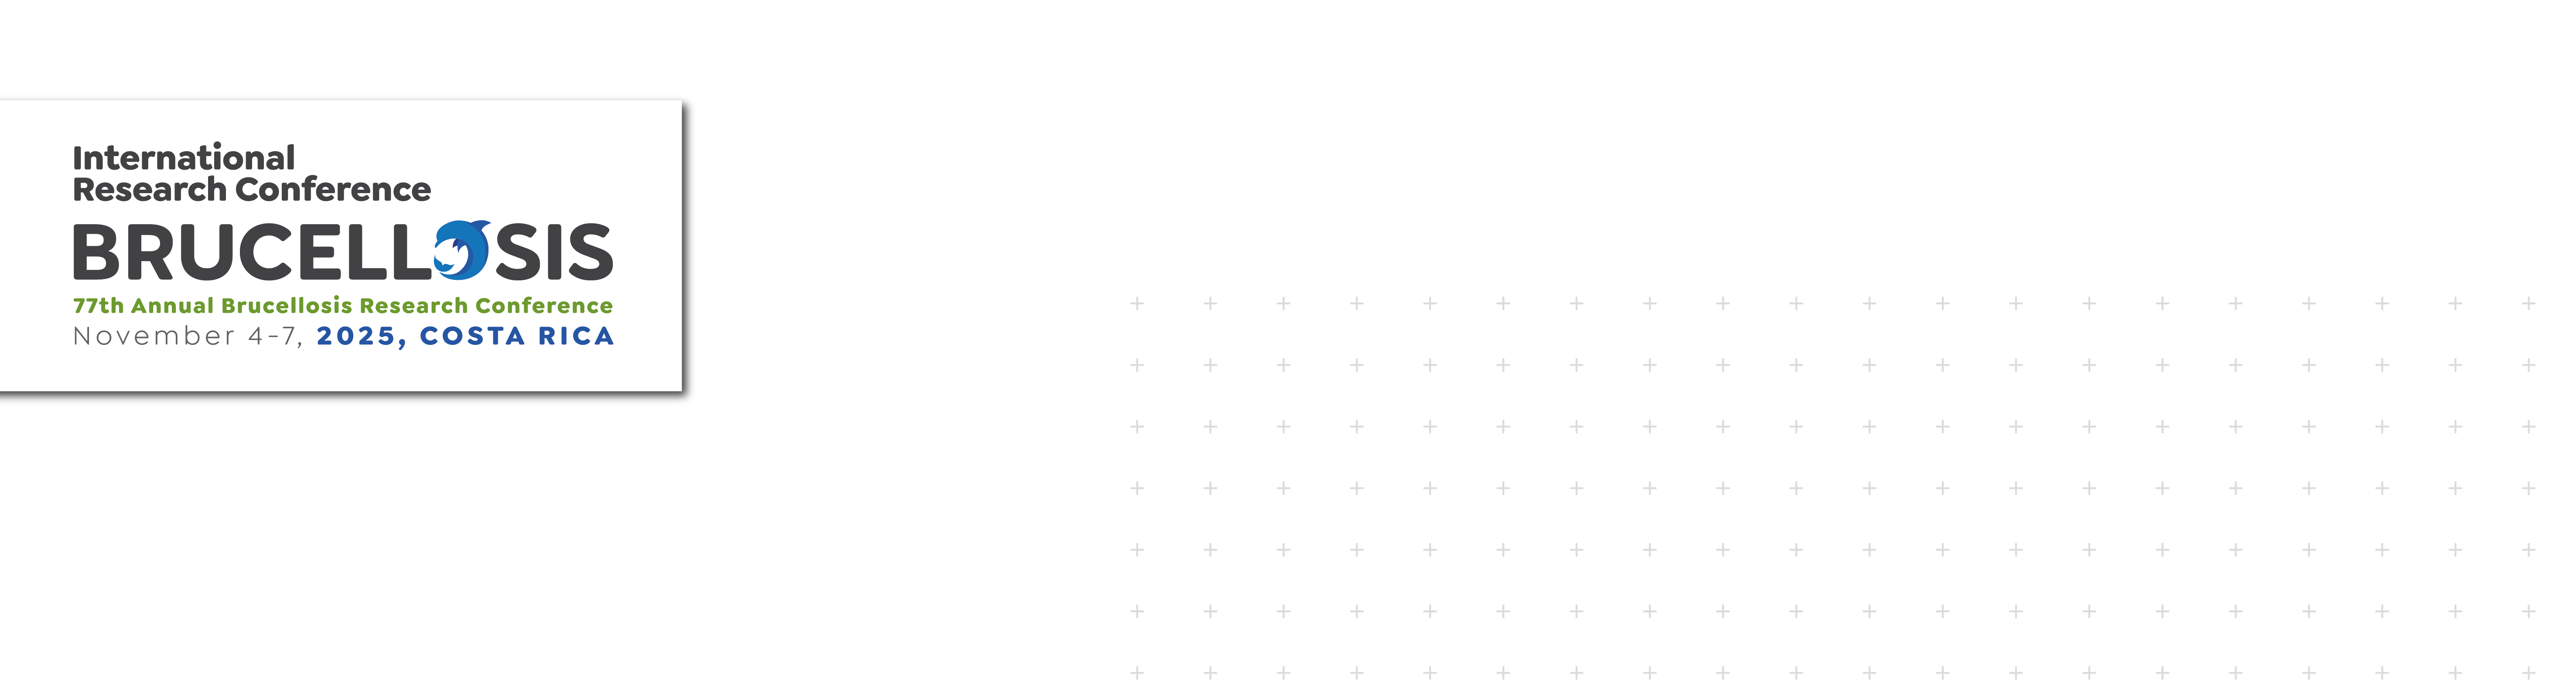 International
Research Conference
BRUCELLOSIS
77th Annual Brucellosis Research Conference
November 4-7, 2025, COSTA RICA